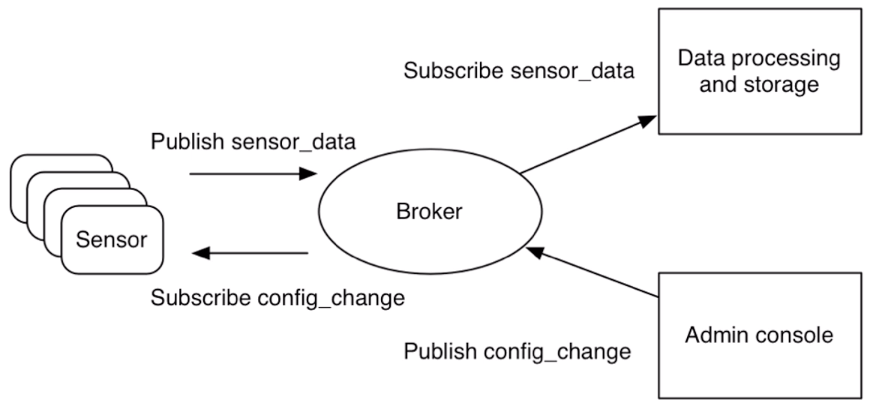 Data processing
and storage
Subscribe sensor_data
Publish sensor_data
Broker
Sensor
Subscribe config_change
Admin console
Publish config_change